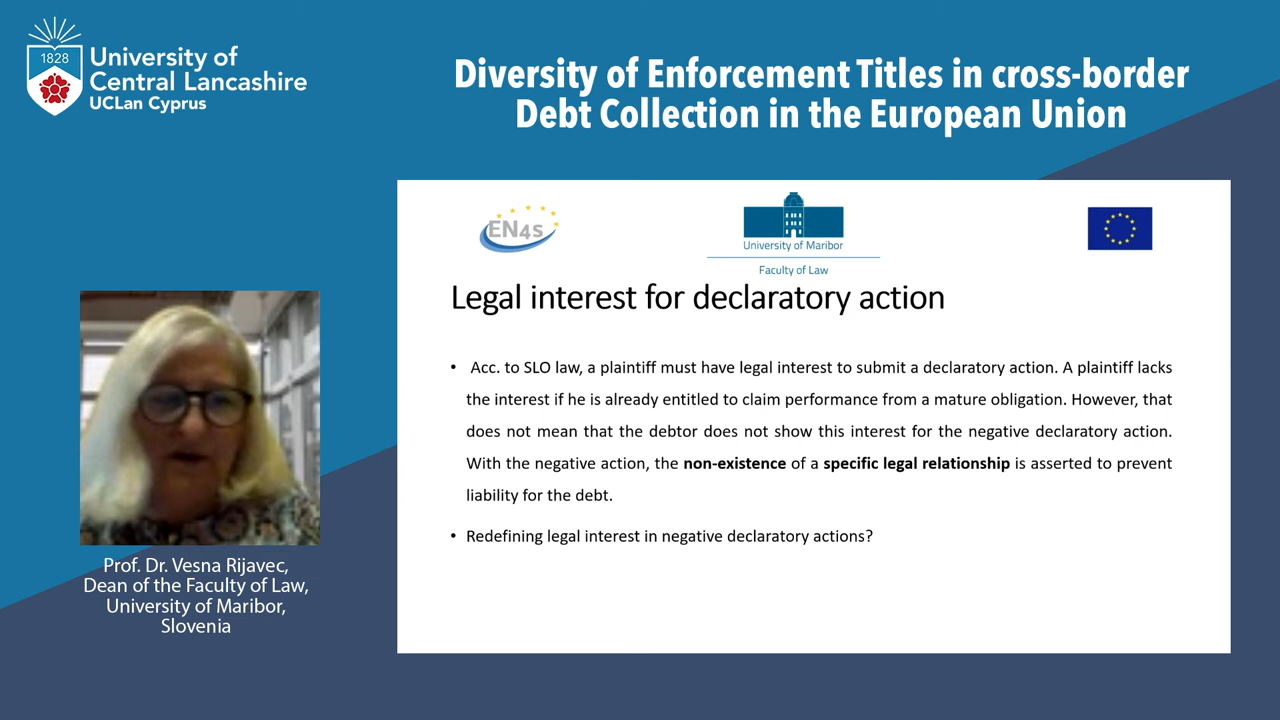 1828
University of
Central Lancashire
UCLan Cyprus
Diversity of Enforcement Titles in cross-border
Debt Collection in the European Union
EN4s
University of Maribor
Faculty of Law
Legal interest for declaratory action
• Acc. to SLO law, a plaintiff must have legal interest to submit a declaratory action. A plaintiff lacks
the interest if he is already entitled to claim performance from a mature obligation. However, that
does not mean that the debtor does not show this interest for the negative declaratory action.
With the negative action, the non-existence of a specific legal relationship is asserted to prevent
liability for the debt.
• Redefining legal interest in negative declaratory actions?
Prof. Dr. Vesna Rijavec,
Dean of the Faculty of Law,
University of Maribor,
Slovenia